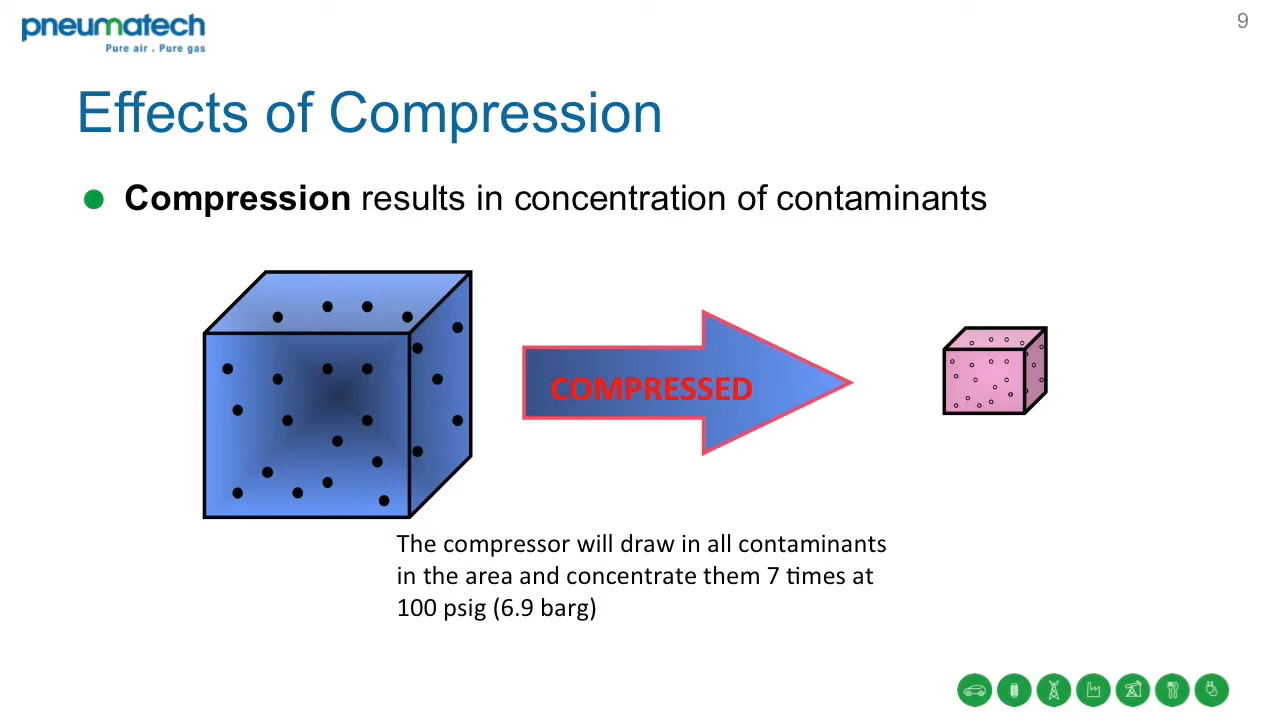 pneumatech
Pure air . Pure gas
9
Effects of Compression
Compression results in concentration of contaminants
COMPRESSED
The compressor will draw in all contaminants
in the area and concentrate them 7 times at
100 psig (6.9 barg)